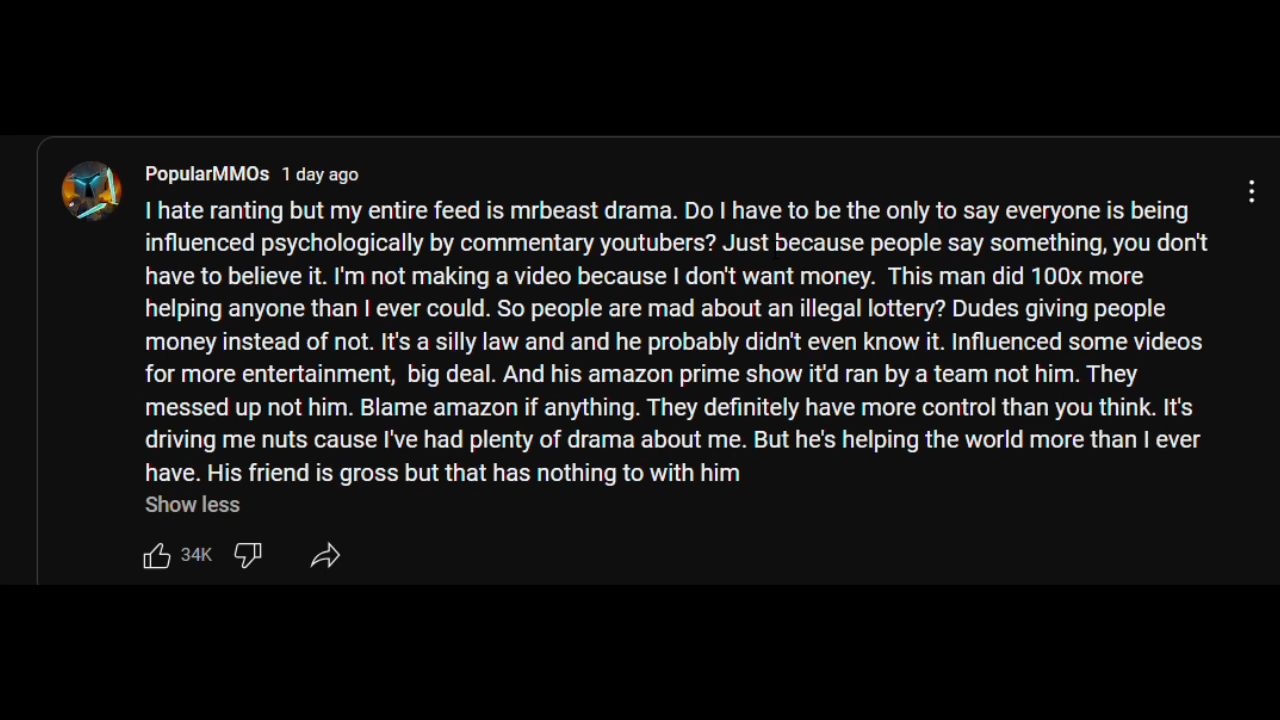 PopularMMOs 1 day ago
I hate ranting but my entire feed is mrbeast drama. Do I have to be the only to say everyone is being
influenced psychologically by commentary youtubers? Just because people say something, you don't
have to believe it. I'm not making a video because I don't want money.  This man did 100x more
helping anyone than I ever could. So people are mad about an illegal lottery? Dudes giving people
money instead of not. It's a silly law and and he probably didn't even know it. Influenced some videos
for more entertainment,  big deal. And his amazon prime show it'd ran by a team not him. They
messed up not him. Blame amazon if anything. They definitely have more control than you think. It's
driving me nuts cause I've had plenty of drama about me. But he's helping the world more than I ever
have. His friend is gross but that has nothing to with him
Show less
34K